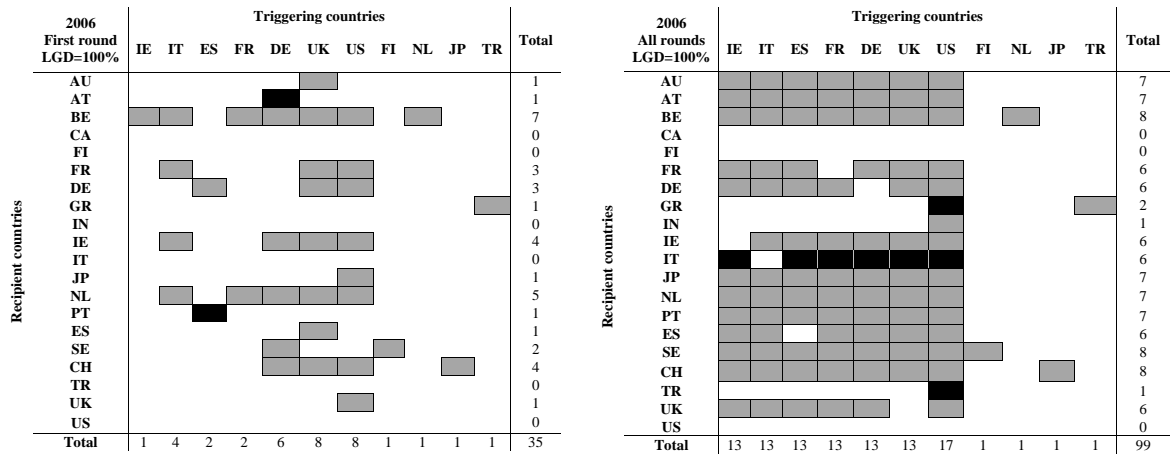 2006
First round
LGD=100%
Triggering countries
Total
IE IT ES FR DE UK US FI NL JP TR
Recipient countries
AU 1
AT 1
BE 7
CA 0
FI 0
FR 3
DE 3
GR 1
IN 0
IE 4
IT 0
JP 1
NL 5
PT 1
ES 1
SE 2
CH 4
TR 0
UK 1
US 0
Total 1 4 2 2 6 8 8 1 1 1 1 35
2006
All rounds
LGD=100%
Triggering countries
Total
IE IT ES FR DE UK US FI NL JP TR
Recipient countries
AU 7
AT 7
BE 8
CA 0
FI 0
FR 6
DE 6
GR 2
IN 1
IE 6
IT 6
JP 7
NL 7
PT 7
ES 6
SE 8
CH 8
TR 1
UK 6
US 0
Total 13 13 13 13 13 13 17 1 1 1 1 99